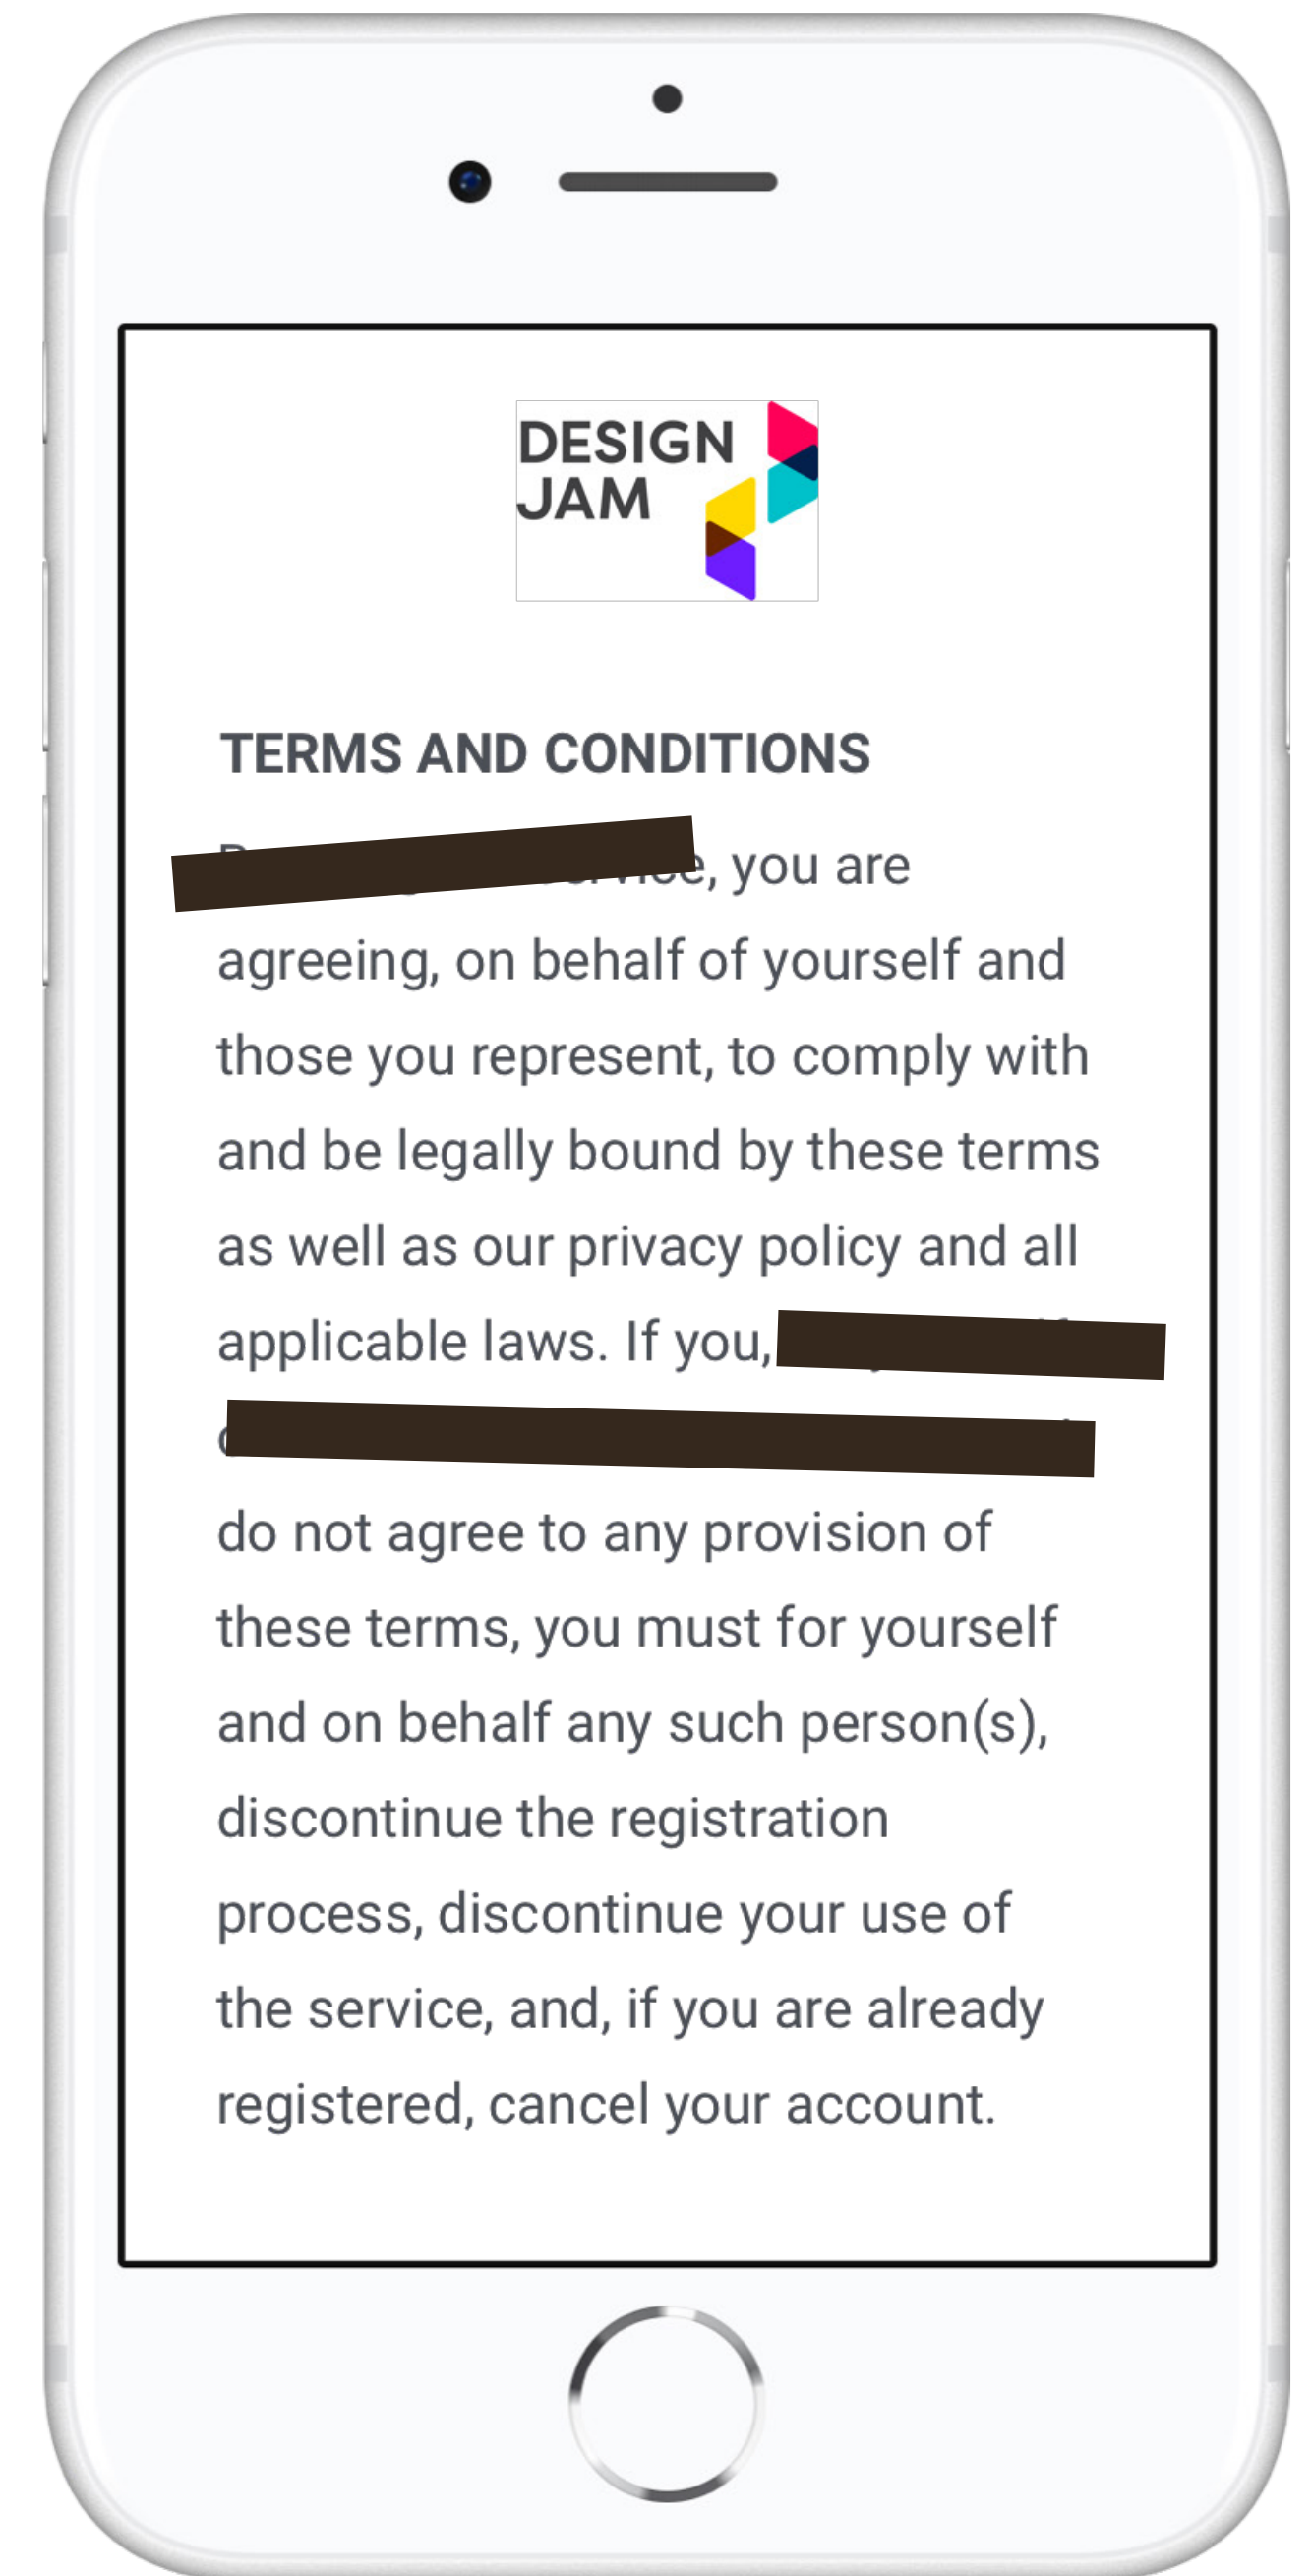 DESIGN
JAM
TERMS AND CONDITIONS
, you are
agreeing, on behalf of yourself and
those you represent, to comply with
and be legally bound by these terms
as well as our privacy policy and all
applicable laws. If you,
do not agree to any provision of
these terms, you must for yourself
and on behalf any such person(s),
discontinue the registration
process, discontinue your use of
the service, and, if you are already
registered, cancel your account.